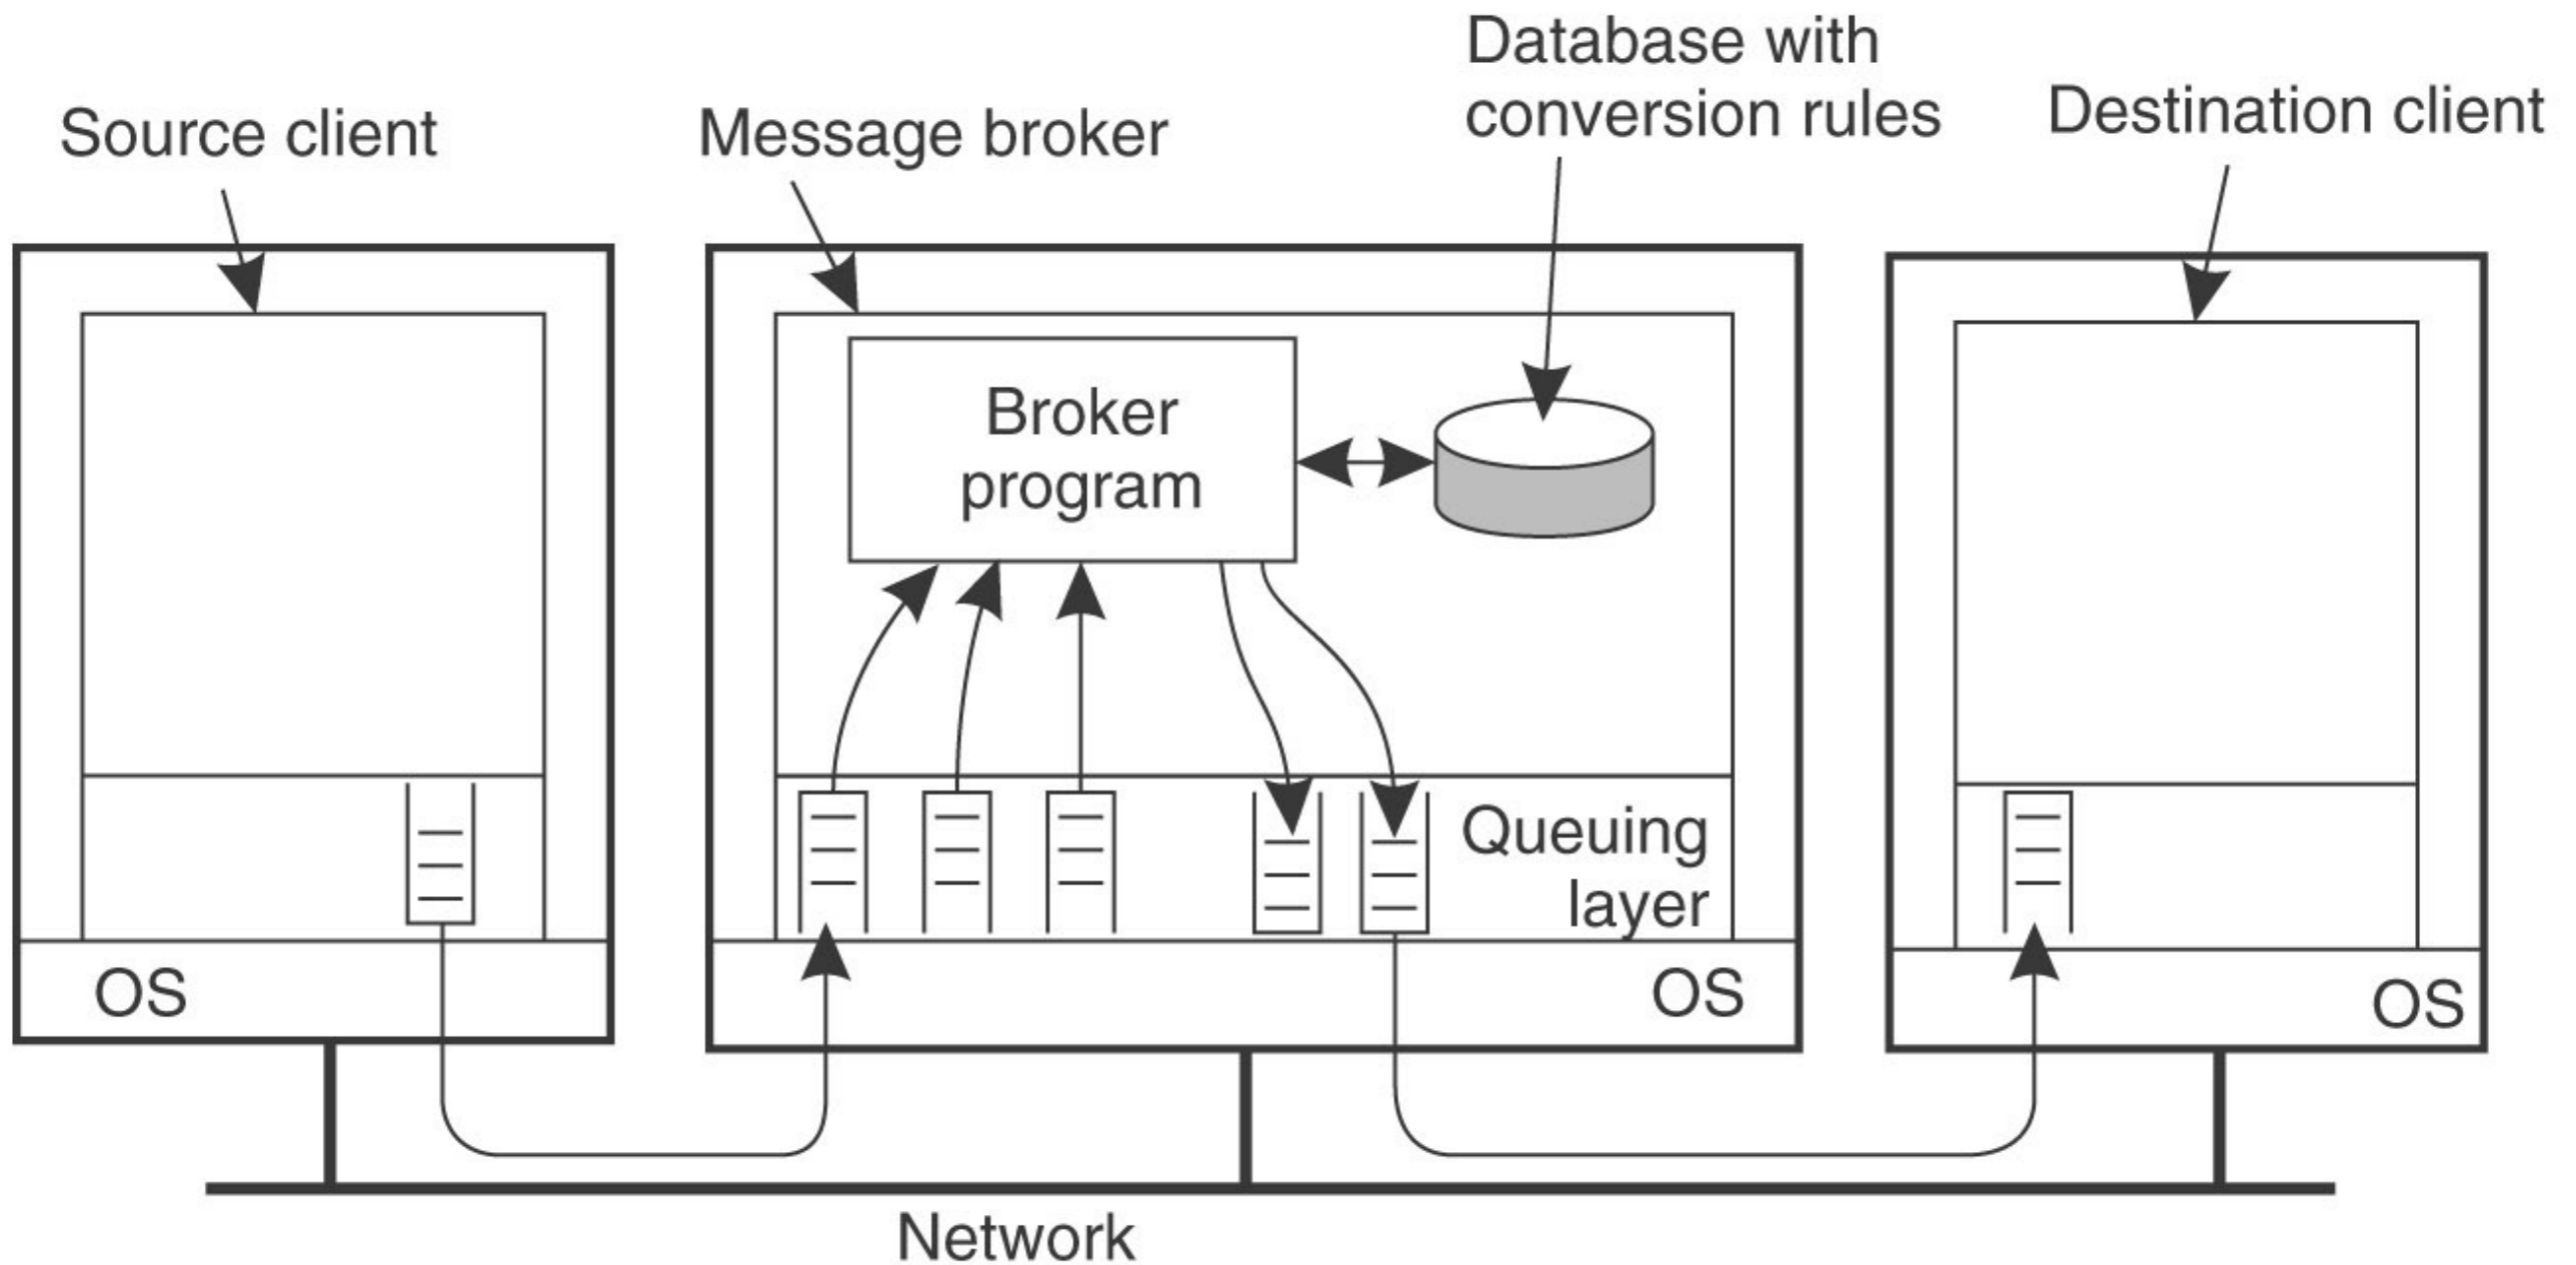 Source client
Message broker
Database with
conversion rules
Destination client
Broker
program
Queuing
layer
OS
OS
OS
Network